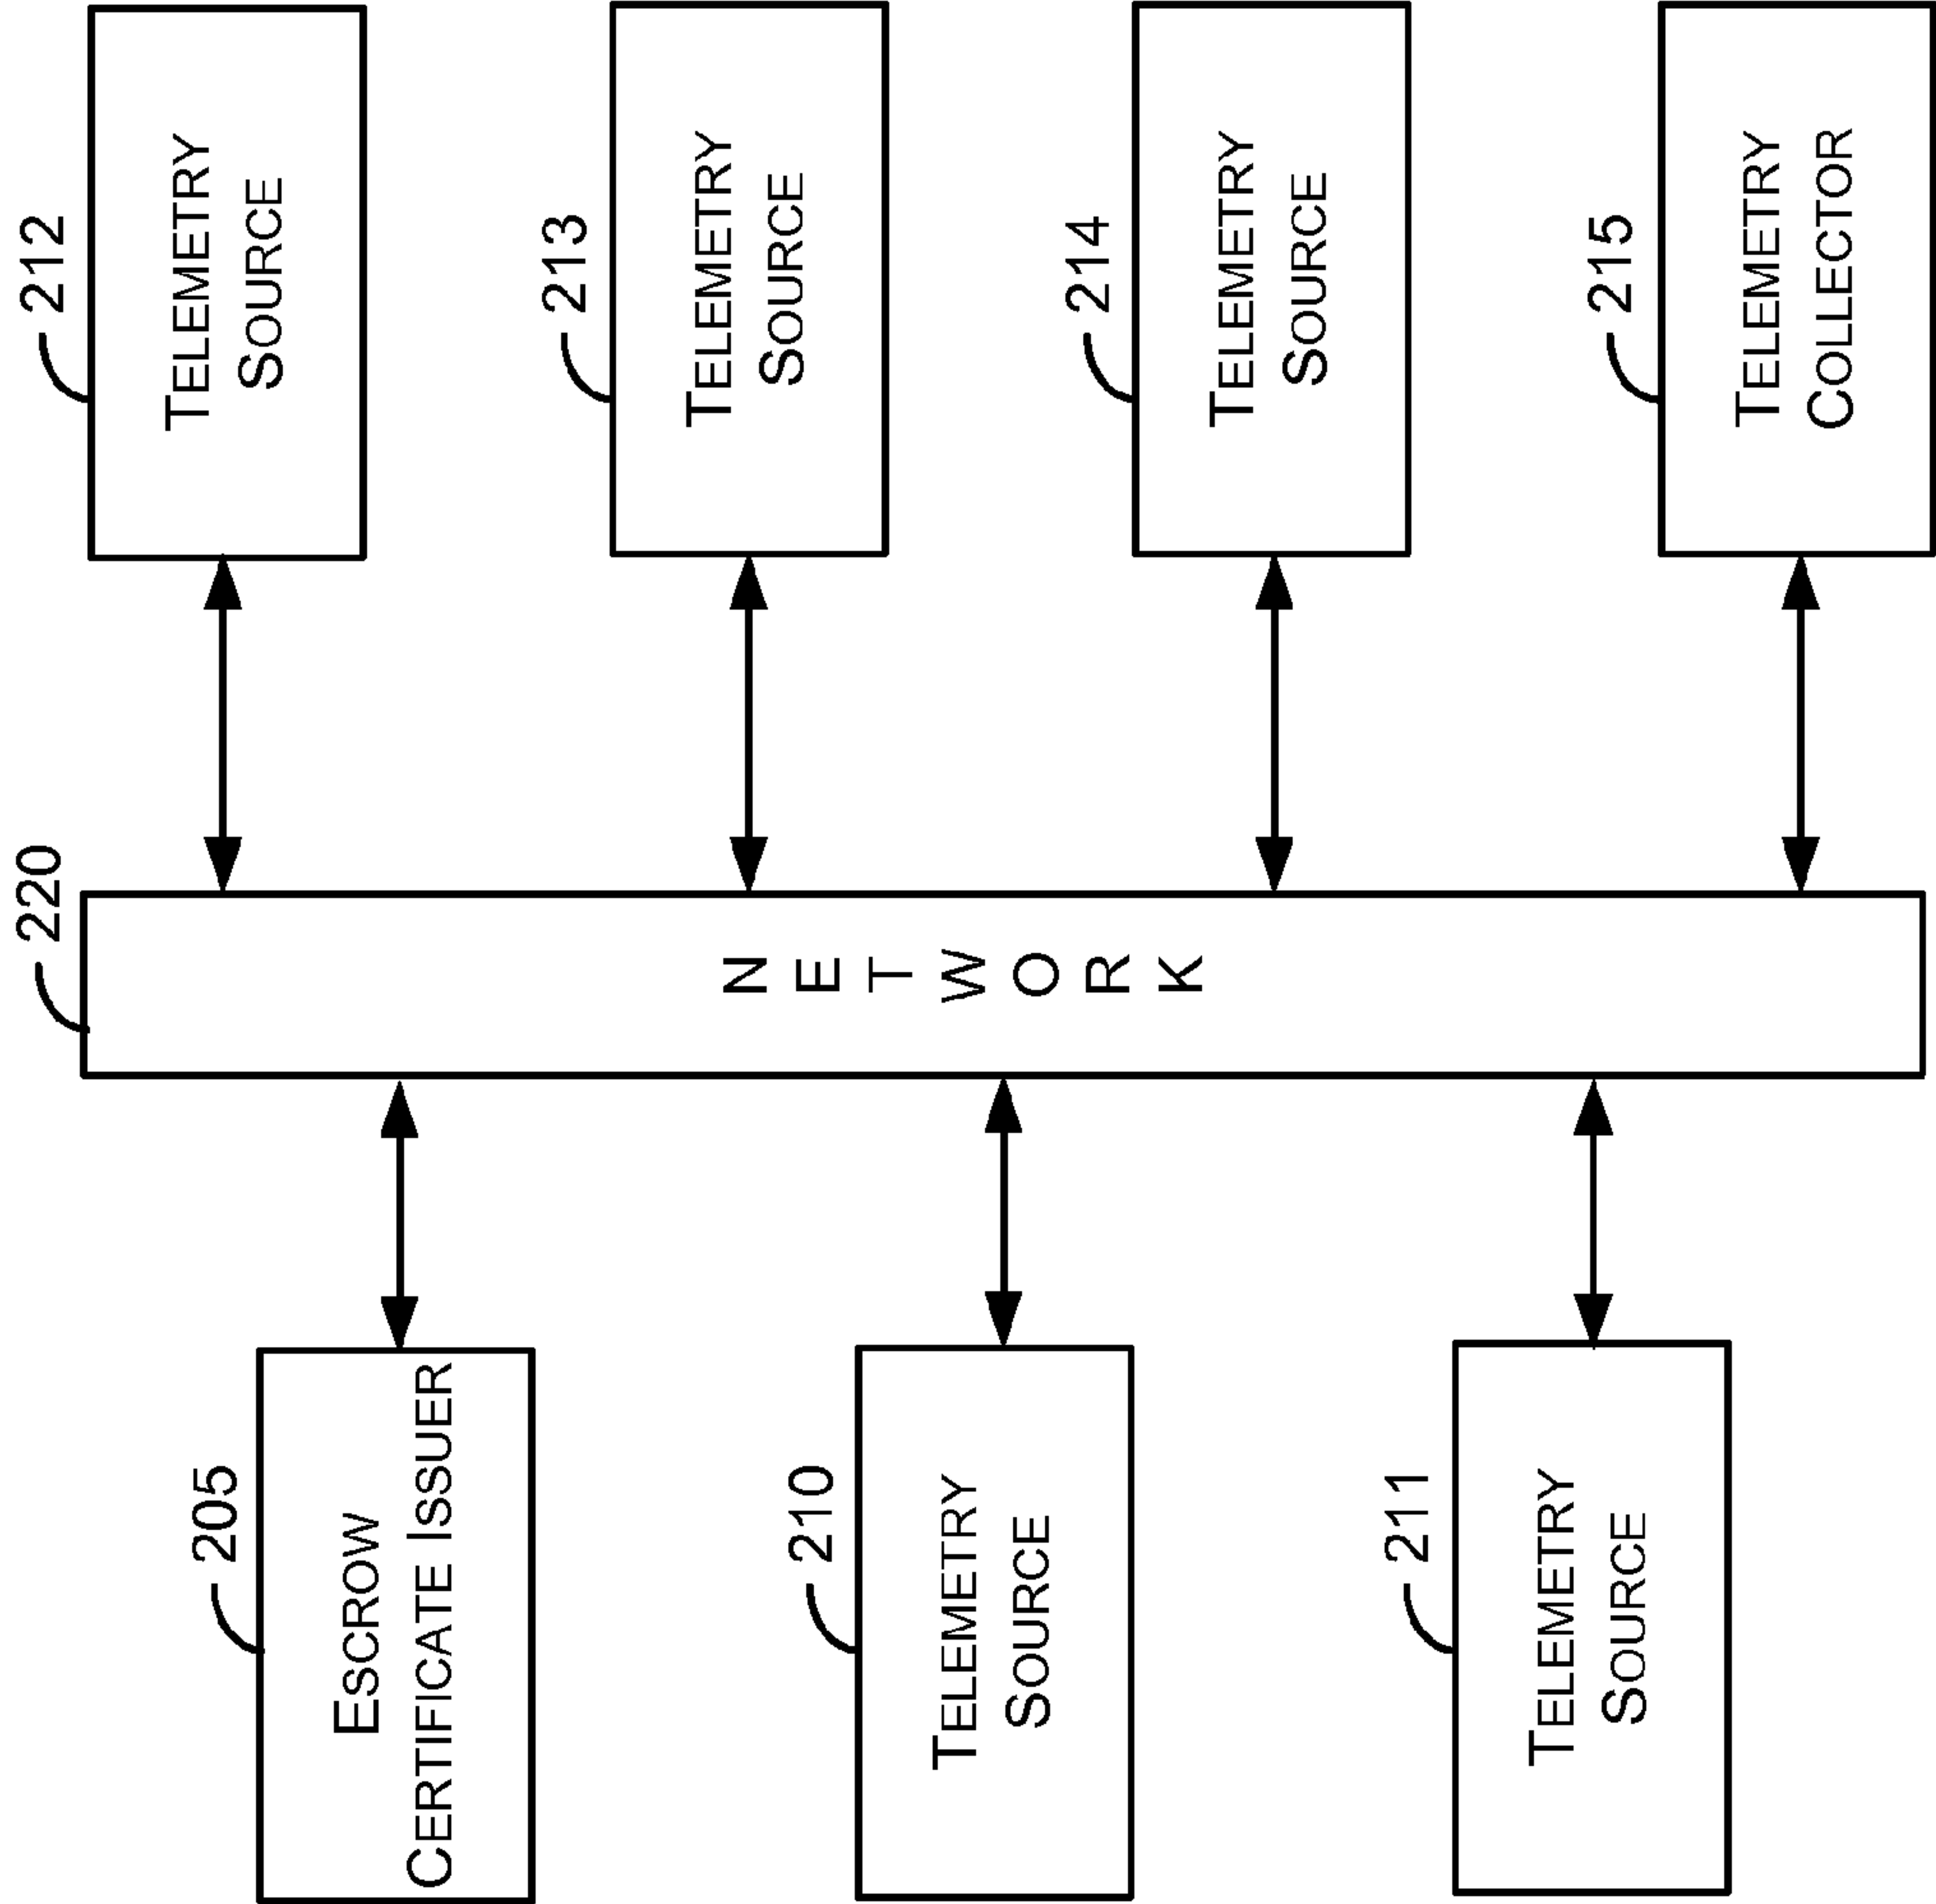 205
ESCROW
CERTIFICATE ISSUER
210
TELEMETRY
SOURCE
211
TELEMETRY
SOURCE
220
NETWORK
212
TELEMETRY
SOURCE
213
TELEMETRY
SOURCE
214
TELEMETRY
SOURCE
215
TELEMETRY
COLLECTOR